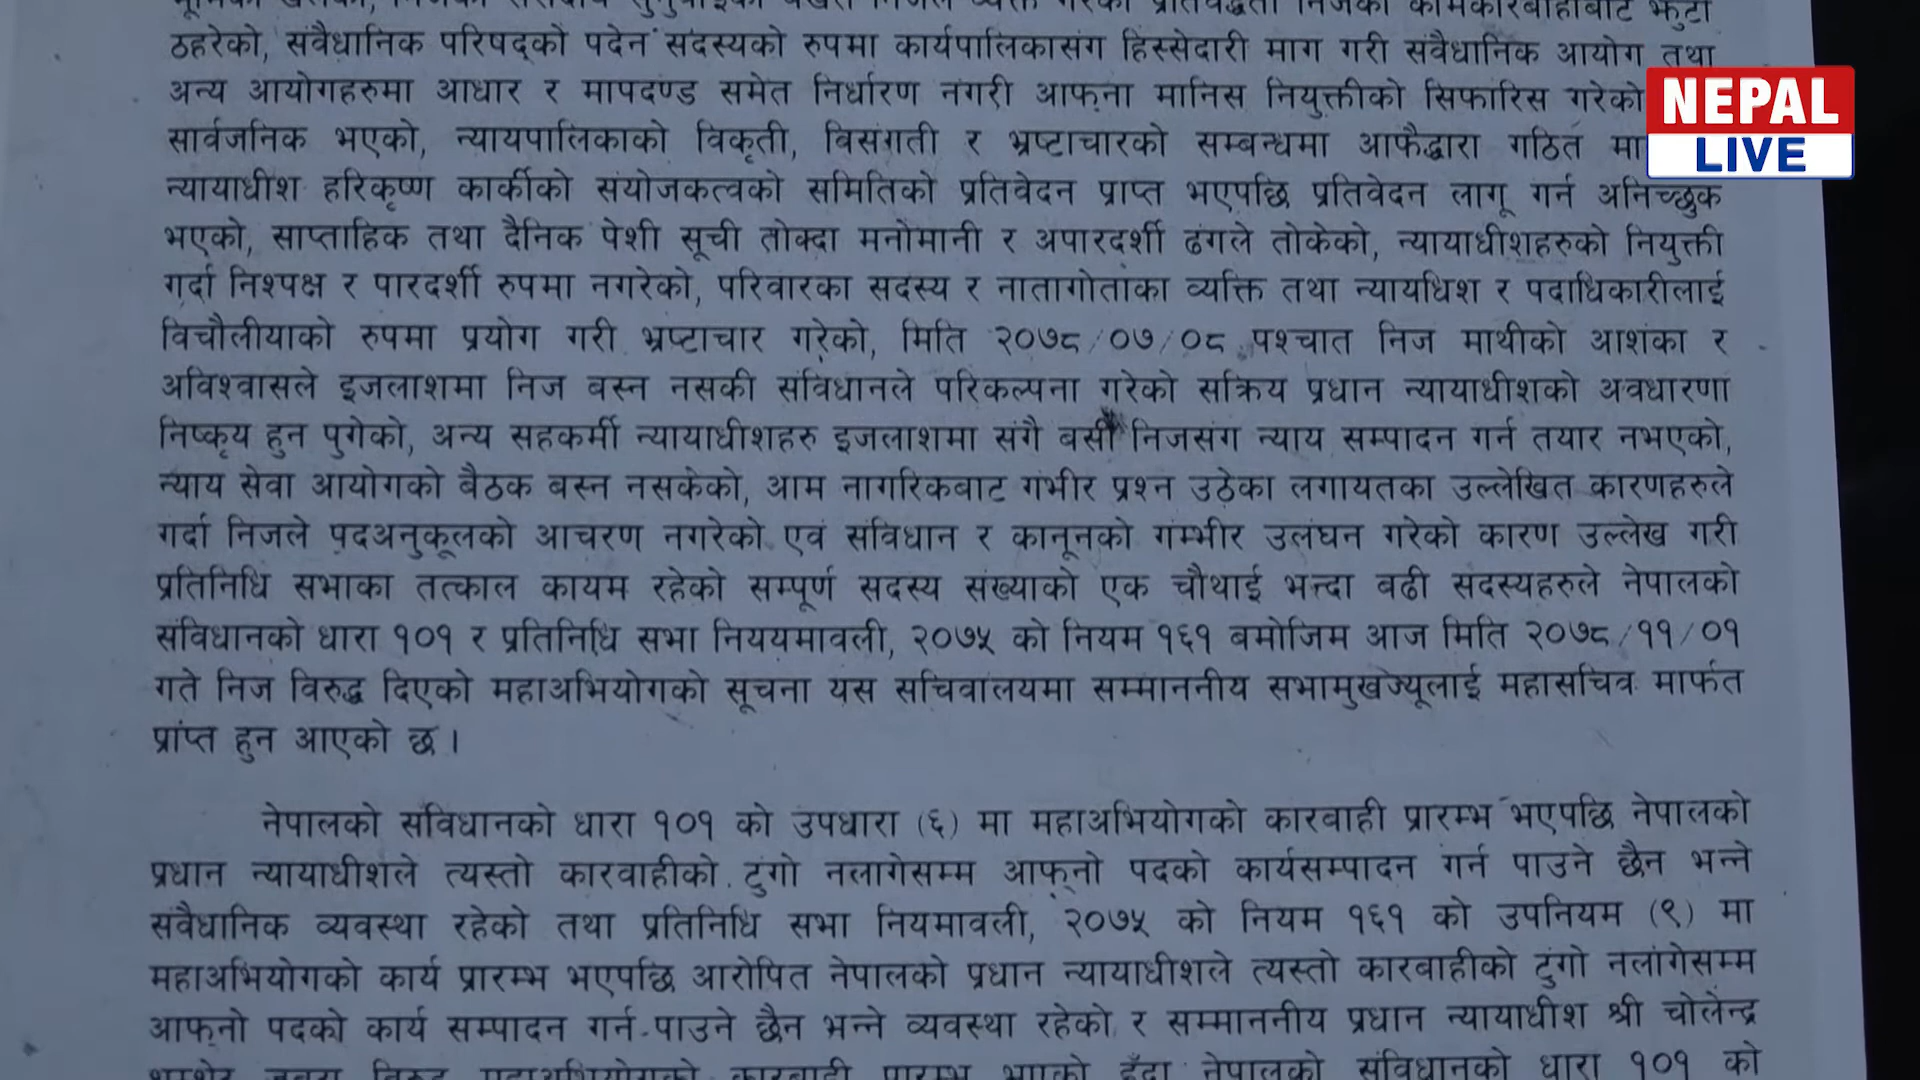 ठहरेको, संवैधानिक परिषद्को पदेन सदस्यको रुपमा कार्यपालिकासंग हिस्सेदारी माग गरी संवैधानिक आयोग तथा
अन्य आयोगहरुमा आधार र मापदण्ड समेत निर्धारण नगरी आफ्ना मानिस नियुक्तीको सिफारिस गरेको
सार्वजनिक भएको, न्यायपालिकाको विकृती, विसंगती र भ्रष्टाचारको सम्बन्धमा आफैद्धारा गठित मा
न्यायाधीश हरिकृष्ण कार्कीको संयोजकत्वको समितिको प्रतिवेदन प्राप्त भएपछि प्रतिवेदन लागू गर्न अनिच्छुक
भएको, साप्ताहिक तथा दैनिक पेशी सूची तोक्दा मनोमानी र अपारदर्शी ढंगले तोकेको, न्यायाधीशहरुको नियुक्ती
गर्दा निश्पक्ष र पारदर्शी रुपमा नगरेको, परिवारका सदस्य र नातागोतांका व्यक्ति तथा न्यायधिश र पदाधिकारीलाई
विचौलीयाको रुपमा प्रयोग गरी भ्रष्टाचार गरेको, मिति २०७८/०७/०८ पश्चात निज माथीको आशंका र
अविश्वासले इजलाशमा निज बस्न नसकी संविधानले परिकल्पना गरेको सक्रिय प्रधान न्यायाधीशको अवधारणा
निष्कृय हुन पुगेको, अन्य सहकर्मी न्यायाधीशहरु इजलाशमा संगै बसी निजसंग न्याय सम्पादन गर्न तयार नभएको,
न्याय सेवा आयोगको बैठक बस्न नसकेको, आम नागरिकबाट गंभीर प्रश्न उठेका लगायतका उल्लेखित कारणहरुले
गर्दा निजले पदअनुकूलको आचरण नगरेको एवं संविधान र कानूनको गम्भीर उलंघन गरेको कारण उल्लेख गरी
प्रतिनिधि सभाका तत्काल कायम रहेको सम्पूर्ण सदस्य संख्याको एक चौथाई भन्दा बढी सदस्यहरुले नेपालको
संविधानको धारा १०१ र प्रतिनिधि सभा निययमावली, २०७५ को नियम १६१ बमोजिम आज मिति २०७८/११/०१
गते निज विरुद्ध दिएको महाअभियोगको सूचना यस सचिवालयमा सम्माननीय सभामुखज्यूलाई महासचिव मार्फत
प्राप्त हुन आएको छ।
नेपालको संविधानको धारा १०१ को उपधारा (६) मा महाअभियोगको कारवाही प्रारम्भ भएपछि नेपालको
प्रधान न्यायाधीशले त्यस्तो कारवाहीको टुंगो नलागेसम्म आफ्नो पदको कार्यसम्पादन गर्न पाउने छैन भन्ने
संवैधानिक व्यवस्था रहेको तथा प्रतिनिधि सभा नियमावली, २०७५ को नियम १६१ को उपनियम (९) मा
महाअभियोगको कार्य प्रारम्भ भएपछि आरोपित नेपालको प्रधान न्यायाधीशले त्यस्तो कारबाहीको टुंगो नलागेसम्म
आफ्नो पदको कार्य सम्पादन गर्न पाउने छैन भन्ने व्यवस्था रहेको र सम्माननीय प्रधान न्यायाधीश श्री चोलेन्द्र
नेपालको संविधानको धारा १०१ को
NEPAL
LIVE